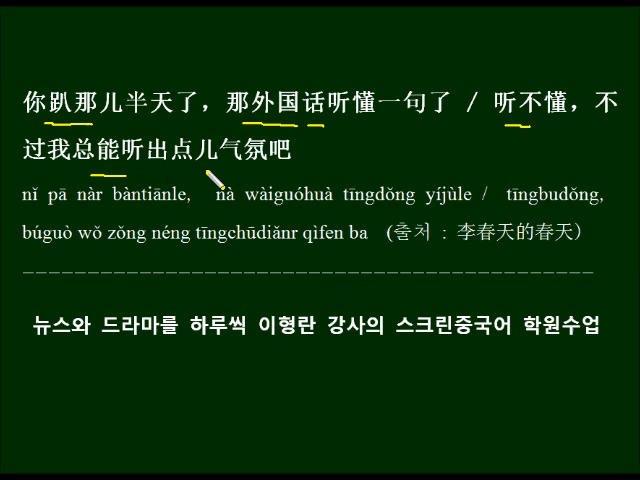 你趴那儿半天了，那外国话听懂一句了 / 听不懂，不
过我总能听出点儿气氛吧
nǐ pā nàr bàntiānle, nà wàiguóhuà tīngdǒng yíjùle / tīngbudǒng,
búguò wǒ zǒng néng tīngchūdiǎnr qìfen ba (출처 : 李春天的春天）
뉴스와 드라마를 하루씩 이형란 강사의 스크린중국어 학원수업